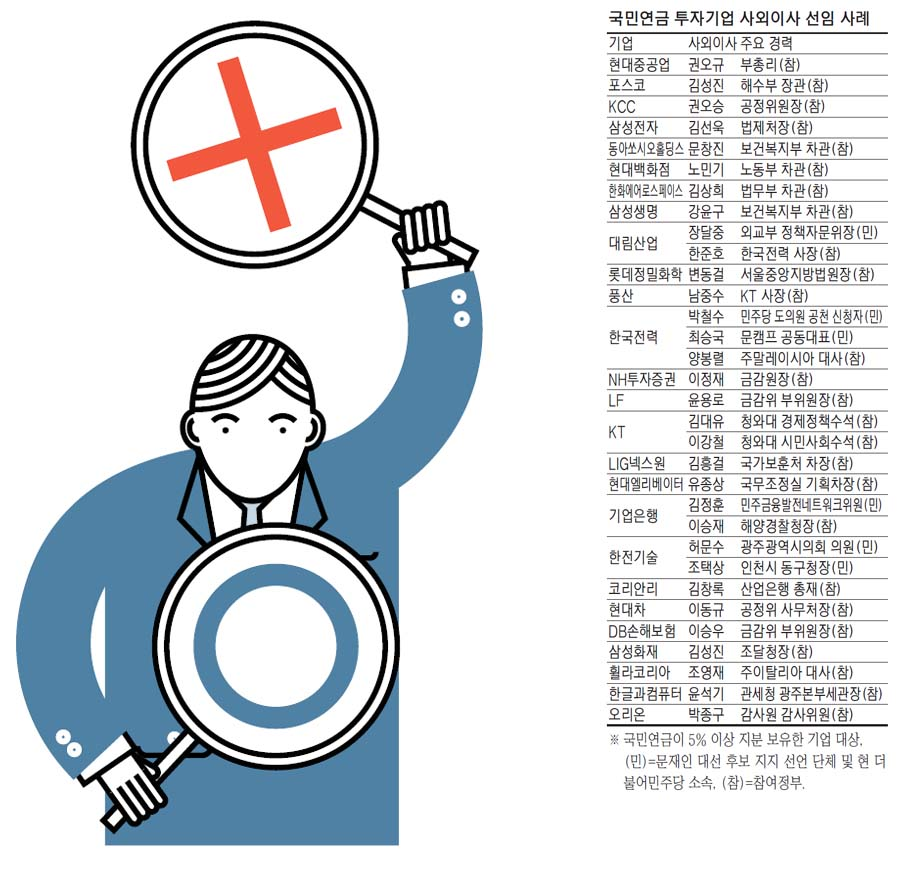 국민연금 투자기업 사외이사 선임 사례
기업 사외이사 주요 경력
현대중공업 권오규 부총리(참)
포스코 김성진 해수부 장관(참)
KCC 권오승 공정위원장(참)
삼성전자 김선욱 법제처장(참)
동아쏘시오홀딩스 문창진 보건복지부 차관(참)
현대백화점 노민기 노동부 차관(참)
한화에어로스페이스 김상희 법무부 차관(참)
삼성생명 강윤구 보건복지부 차관(참)
대림산업 장달중 외교부 정책자문위장(민)
한준호 한국전력 사장(참)
롯데정밀화학 변동걸 서울중앙지방법원장(참)
풍산 남중수 KT 사장(참)
한국전력 박철수 민주당 도의원 공천 신청자(민)
최승국 문캠프 공동대표(민)
양봉렬 주말레이시아 대사(참)
NH투자증권 이정재 금감원장(참)
LF 윤용로 금감위 부위원장(참)
KT 김대유 청와대 경제정책수석(참)
이강철 청와대 시민사회수석(참)
LIG넥스원 김흥걸 국가보훈처 차장(참)
현대엘리베이터 유종상 국무조정실 기획차장(참)
기업은행 김정훈 민주금융발전네트워크위원(민)
이승재 해양경찰청장(참)
한전기술 허문수 광주광역시의회 의원(민)
조택상 인천시 동구청장(민)
코리안리 김창록 산업은행 총재(참)
현대차 이동규 공정위 사무처장(참)
DB손해보험 이승우 금감위 부위원장(참)
삼성화재 김성진 조달청장(참)
휠라코리아 조영재 주이탈리아 대사(참)
한글과컴퓨터 윤석기 관세청 광주본부세관장(참)
오리온 박종구 감사원 감사위원(참)
※ 국민연금이 5% 이상 지분 보유한 기업 대상.
(민)=문재인 대선 후보 지지 선언 단체 및 현 더
불어민주당 소속, (참)=참여정부.